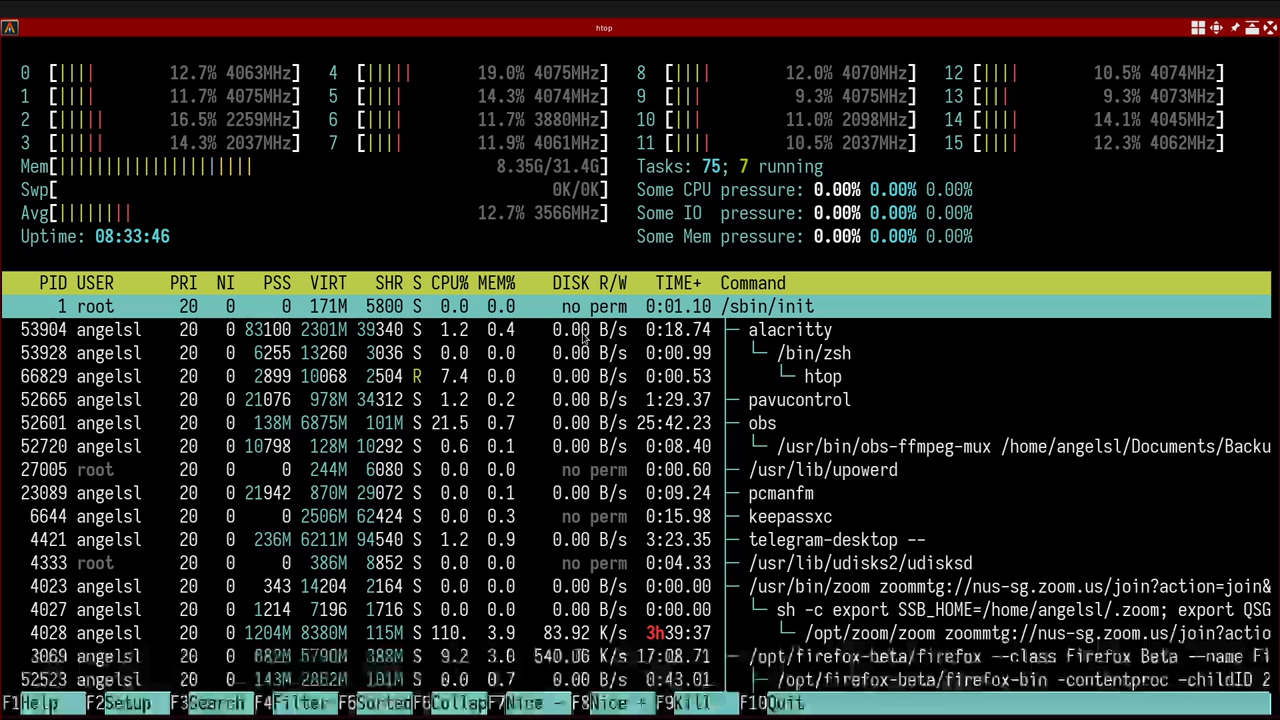 htop
0 [|||| 12.7% 4063MHz] 4 [||||| 19.0% 4075MHz] 8 [|||| 12.0% 4070MHz] 12 [|||| 10.5% 4074MHz]
1 [|||| 11.7% 4075MHz] 5 [|||| 14.3% 4074MHz] 9 [||| 9.3% 4075MHz] 13 [||| 9.3% 4073MHz]
2 [||||| 16.5% 2259MHz] 6 [|||| 11.7% 3880MHz] 10 [||| 11.0% 2098MHz] 14 [|||| 14.1% 4045MHz]
3 [||||| 14.3% 2037MHz] 7 [|||| 11.9% 4061MHz] 11 [|||| 10.5% 2037MHz] 15 [|||| 12.3% 4062MHz]
Mem[||||||||||||||||||||||| 8.35G/31.4G] Tasks: 75; 7 running
Swp[ 0K/0K] Some CPU pressure: 0.00% 0.00% 0.00%
Avg[||||||||| 12.7% 3566MHz] Some IO pressure: 0.00% 0.00% 0.00%
Uptime: 08:33:46 Some Mem pressure: 0.00% 0.00% 0.00%
PID USER PRI NI PSS VIRT SHR S CPU% MEM% DISK R/W TIME+ Command
1 root 20 0 0 171M 5800 S 0.0 0.0 no perm 0:01.10 /sbin/init
53904 angelsl 20 0 83100 2301M 39340 S 1.2 0.4 0.00 B/s 0:18.74 ├─ alacritty
53928 angelsl 20 0 6255 13260 3036 S 0.0 0.0 0.00 B/s 0:00.99 │ └─ /bin/zsh
66829 angelsl 20 0 2899 10068 2504 R 7.4 0.0 0.00 B/s 0:00.53 │ └─ htop
52665 angelsl 20 0 21076 978M 34312 S 1.2 0.2 0.00 B/s 1:29.37 ├─ pavucontrol
52601 angelsl 20 0 138M 6875M 101M S 21.5 0.7 0.00 B/s 25:42.23 ├─ obs
52720 angelsl 20 0 10798 128M 10292 S 0.6 0.1 0.00 B/s 0:08.40 │ └─ /usr/bin/obs-ffmpeg-mux /home/angelsl/Documents/Backu
27005 root 20 0 0 244M 6080 S 0.0 0.0 no perm 0:00.60 ├─ /usr/lib/upowerd
23089 angelsl 20 0 21942 870M 29072 S 0.0 0.1 0.00 B/s 0:09.24 ├─ pcmanfm
6644 angelsl 20 0 0 2506M 62424 S 0.0 0.3 no perm 0:15.98 ├─ keepassxc
4421 angelsl 20 0 236M 6211M 94540 S 1.2 0.9 0.00 B/s 3:23.35 ├─ telegram-desktop --
4333 root 20 0 0 386M 8852 S 0.0 0.0 no perm 0:04.33 ├─ /usr/lib/udisks2/udisksd
4023 angelsl 20 0 343 14204 2164 S 0.0 0.0 0.00 B/s 0:00.00 ├─ /usr/bin/zoom zoommtg://nus-sg.zoom.us/join?action=join&
4027 angelsl 20 0 1214 7196 1716 S 0.0 0.0 0.00 B/s 0:00.00 │ └─ sh -c export SSB_HOME=/home/angelsl/.zoom; export QSG
4028 angelsl 20 0 1204M 8380M 115M S 110. 3.9 83.92 K/s 3h39:37 │ └─ /opt/zoom/zoom zoommtg://nus-sg.zoom.us/join?actio
3069 angelsl 20 0 882M 5790M 388M S 9.2 3.0 540.06 K/s 17:08.71 ├─ /opt/firefox-beta/firefox --class Firefox Beta --name Fi
52523 angelsl 20 0 143M 2862M 101M S 0.0 0.7 0.00 B/s 0:43.01 │ ├─ /opt/firefox-beta/firefox-bin -contentproc -childID 2
F1Help F2Setup F3Search F4Filter F5Sorted F6Collap F7Nice - F8Nice + F9Kill F10Quit